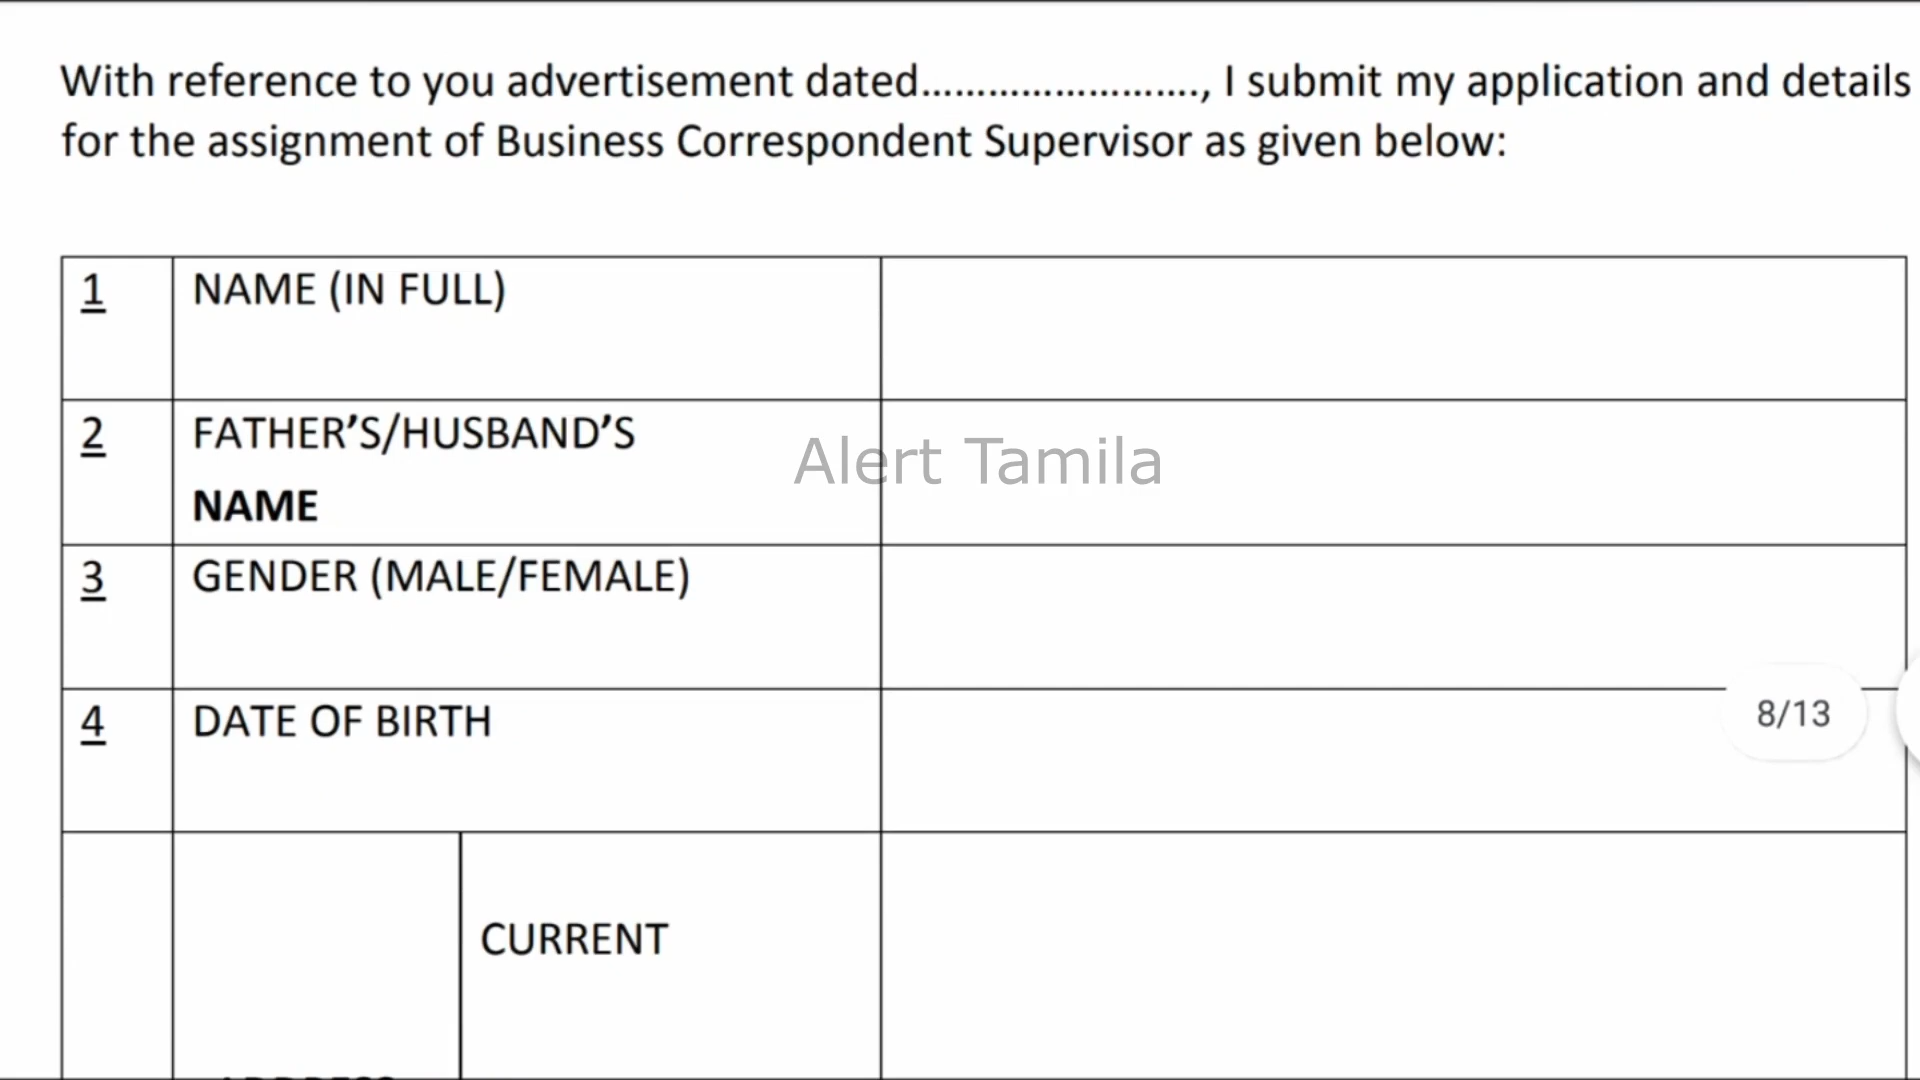 With reference to you advertisement dated........................., I submit my application and details
for the assignment of Business Correspondent Supervisor as given below:
1 NAME (IN FULL)
2 FATHER’S/HUSBAND’S
NAME
Alert Tamila
3 GENDER (MALE/FEMALE)
4 DATE OF BIRTH
8/13
CURRENT